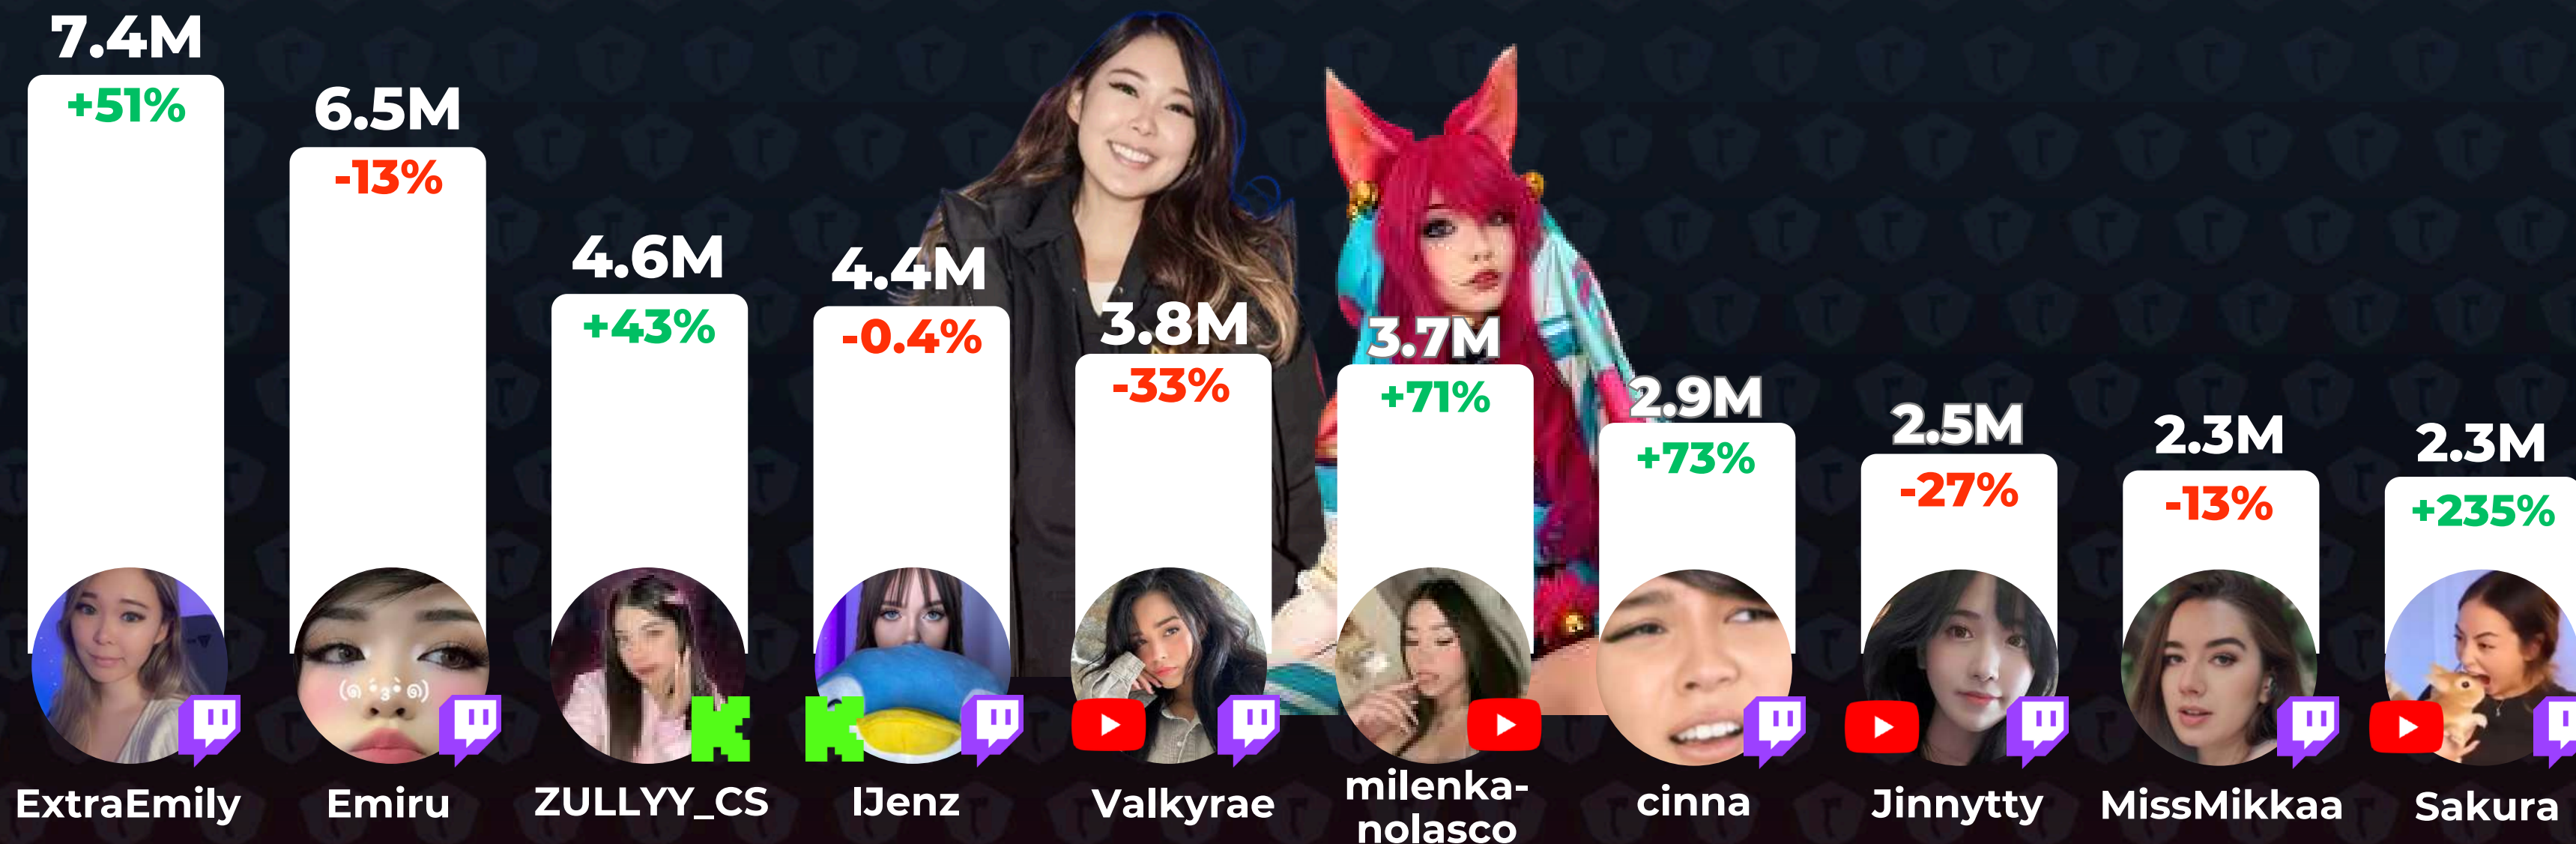 7.4M
+51%
6.5M
-13%
4.6M
+43%
4.4M
-0.4%
3.8M
-33%
3.7M
+71%
2.9M
+73%
2.5M
-27%
2.3M
-13%
2.3M
+235%
ExtraEmily
Emiru
ZULLYY_CS
IJenz
Valkyrae
milenka-
nolasco
cinna
Jinnytty
MissMikkaa
Sakura